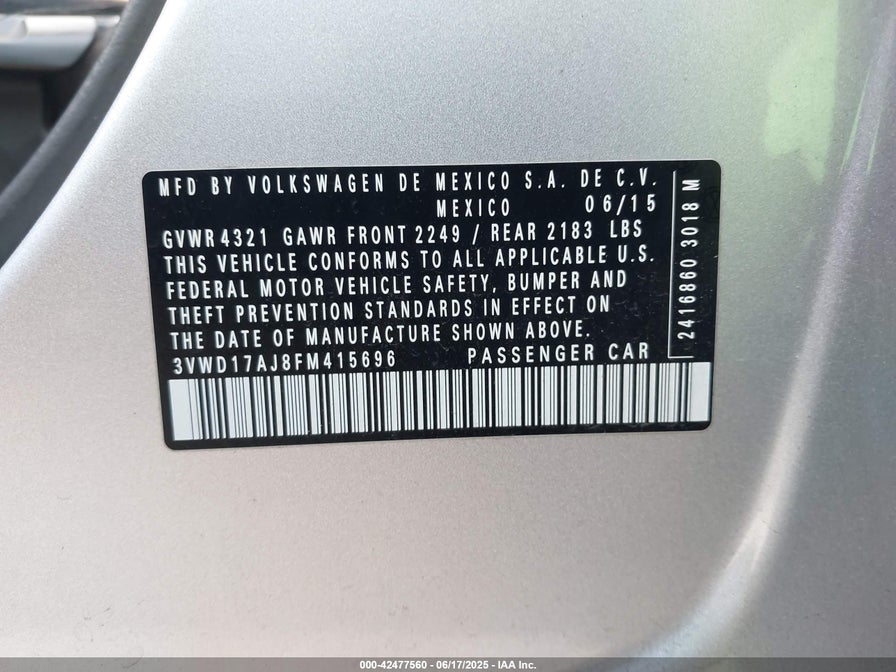 MFD BY VOLKSWAGEN DE MEXICO S.A. DE C.V.
MEXICO 06/15
GVWR 4321 GAWR FRONT 2249 / REAR 2183 LBS
THIS VEHICLE CONFORMS TO ALL APPLICABLE U.S.
FEDERAL MOTOR VEHICLE SAFETY, BUMPER AND
THEFT PREVENTION STANDARDS IN EFFECT ON
THE DATE OF MANUFACTURE SHOWN ABOVE.
3VWD17AJ8FM415696 PASSENGER CAR
2416860 3018 M
000-42477560 - 06/17/2025 - IAA Inc.